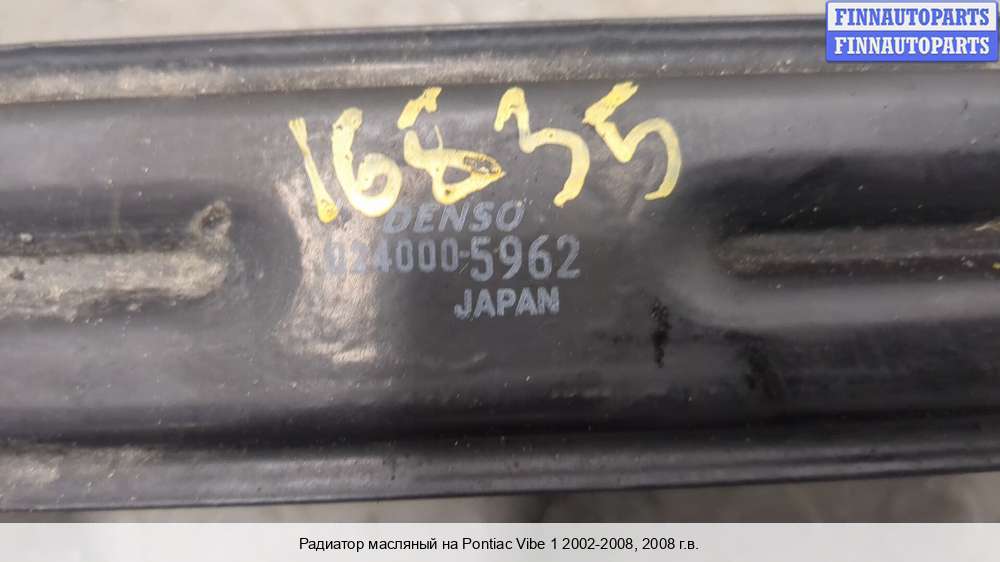 FINNAUTOPARTS
FINNAUTOPARTS
16835
DENSO
024000-5962
JAPAN
Радиатор масляный на Pontiac Vibe 1 2002-2008, 2008 г.в.